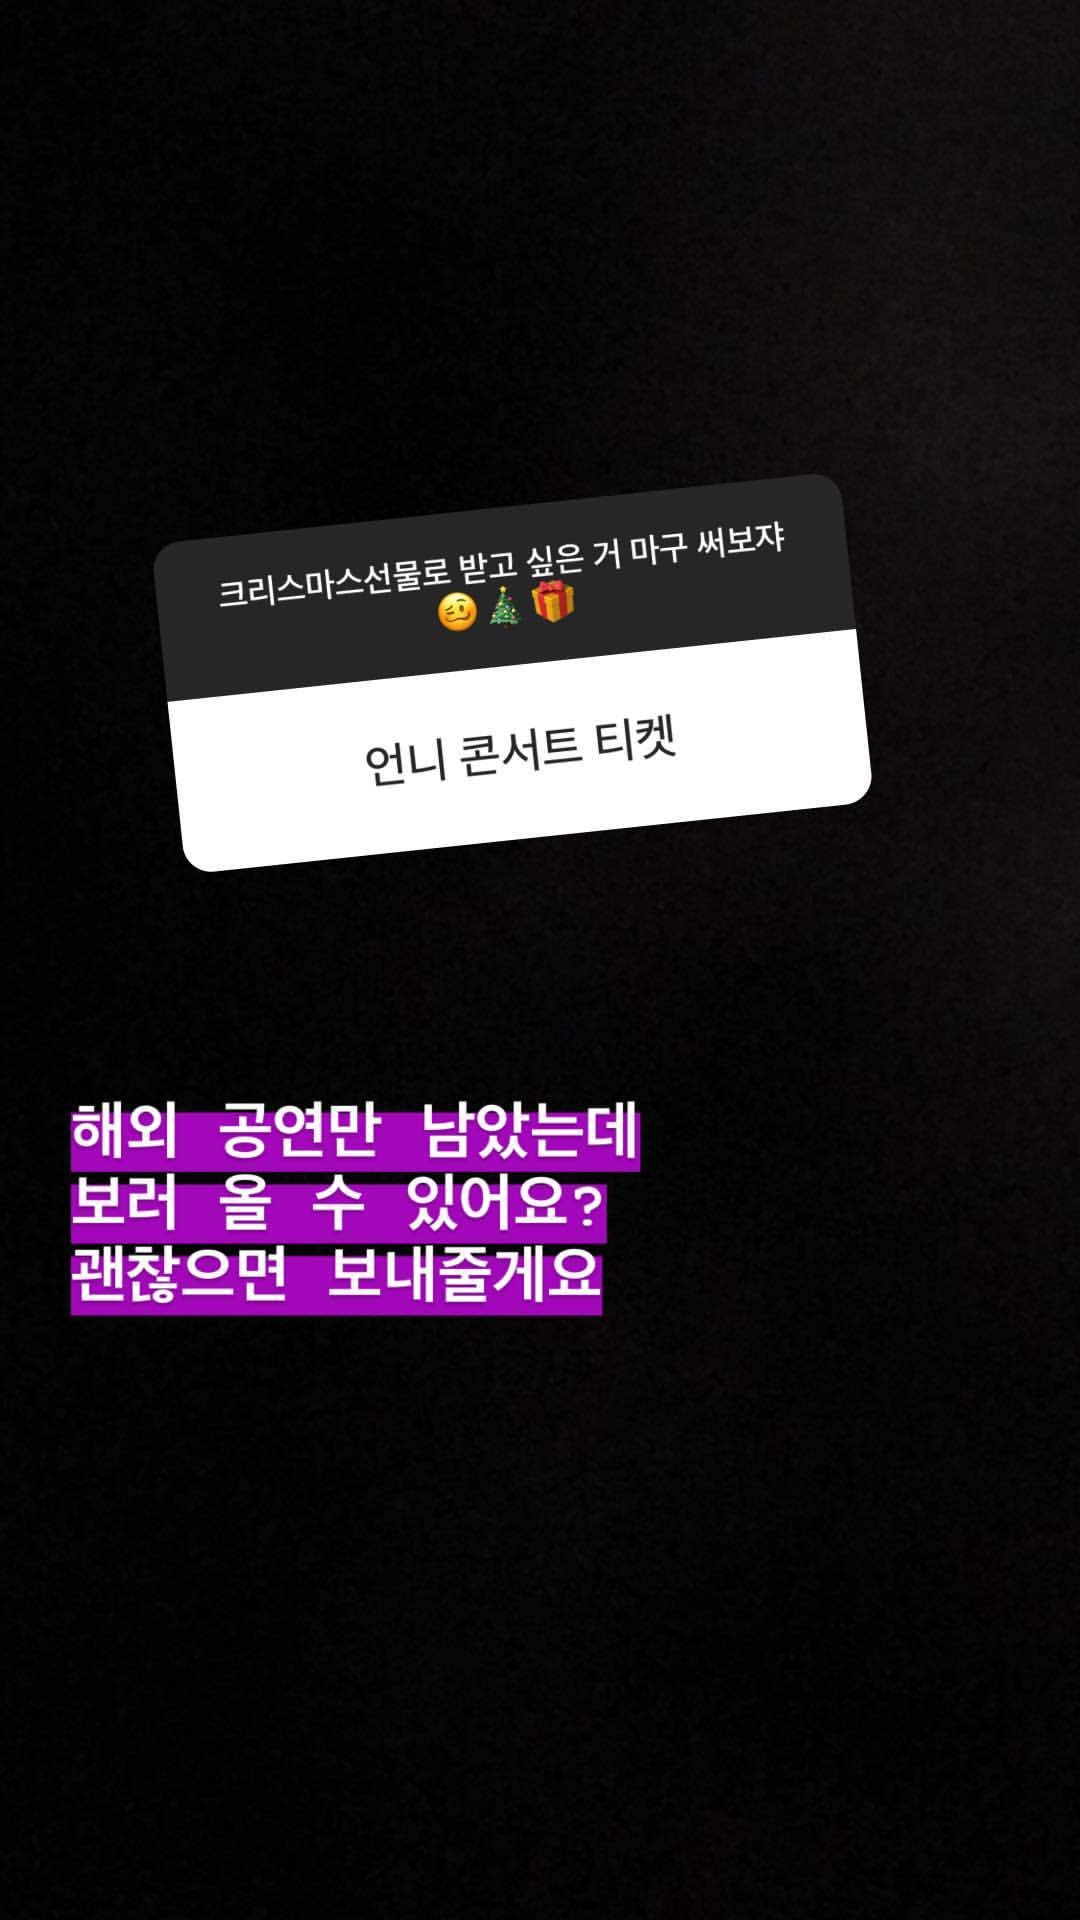 크리스마스선물로 받고 싶은 거 마구 써보쟈
🥴🎄🎁
언니 콘서트 티켓
해외 공연만 남았는데
보러 올 수 있어요?
괜찮으면 보내줄게요